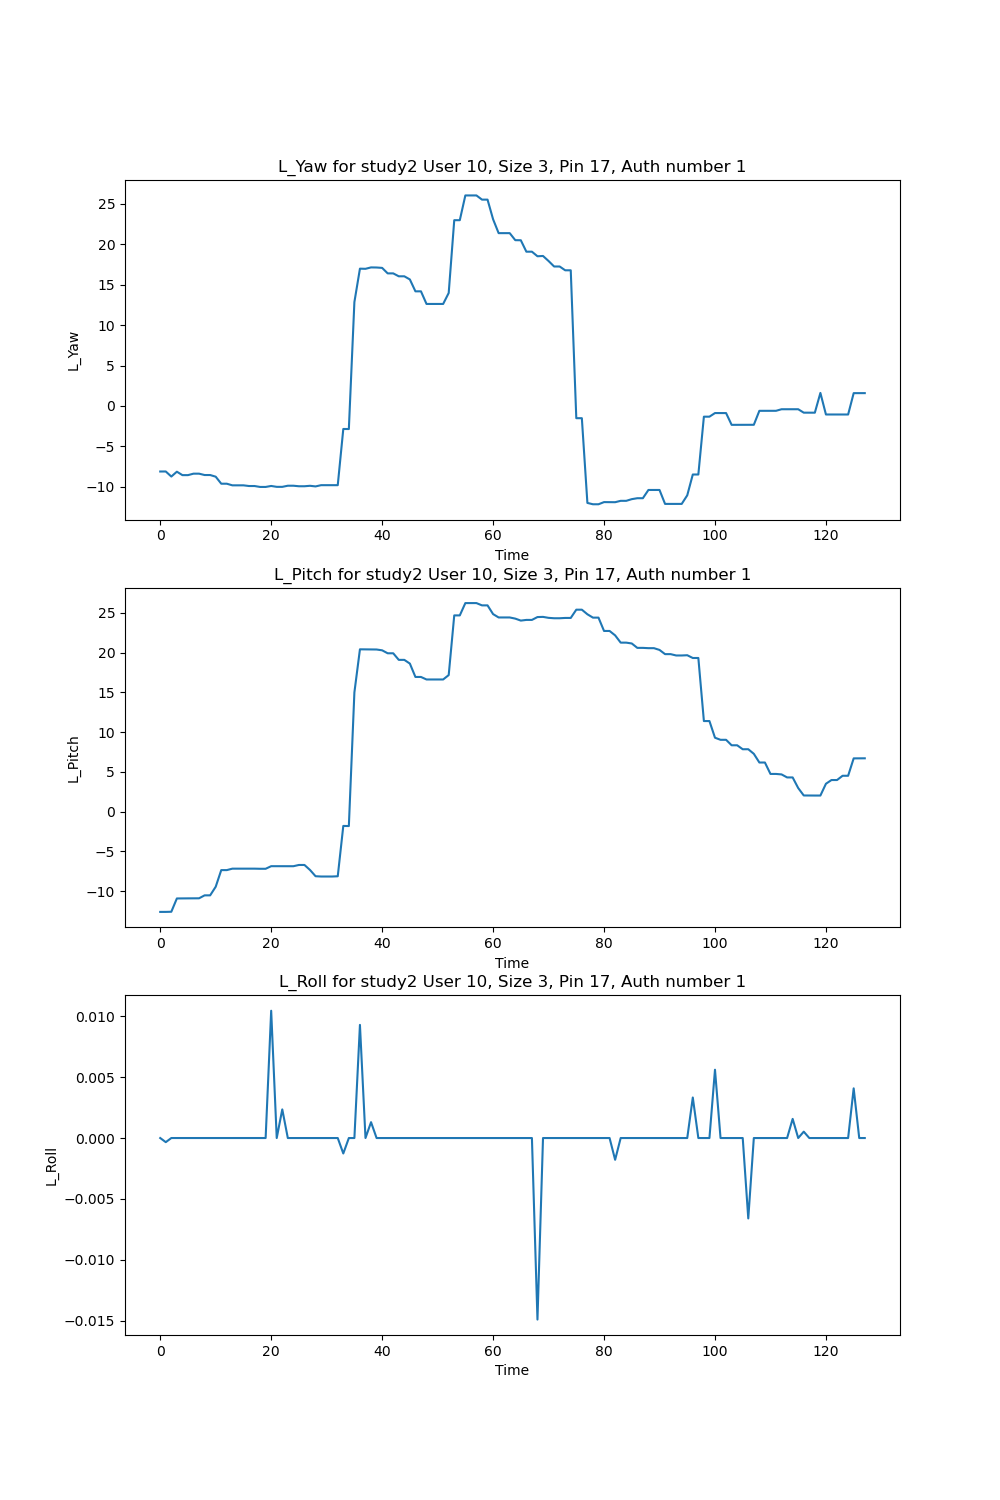 L_Yaw for study2 User 10, Size 3, Pin 17, Auth number 1
25
20
15
10
5
0
−5
−10
L_Yaw
0 20 40 60 80 100 120
Time
L_Pitch for study2 User 10, Size 3, Pin 17, Auth number 1
25
20
15
10
5
0
−5
−10
L_Pitch
0 20 40 60 80 100 120
Time
L_Roll for study2 User 10, Size 3, Pin 17, Auth number 1
0.010
0.005
0.000
−0.005
−0.010
−0.015
L_Roll
0 20 40 60 80 100 120
Time